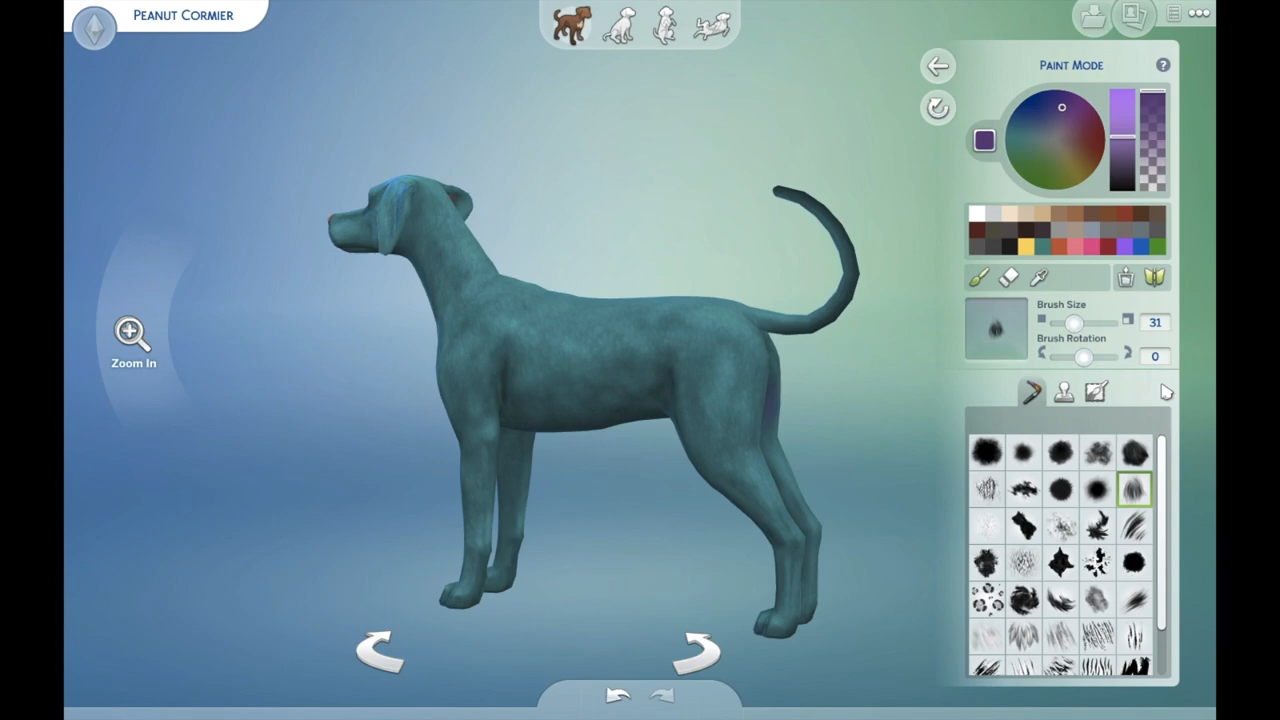 Peanut Cormier
Paint Mode
?
Brush Size
31
Brush Rotation
0
Zoom In